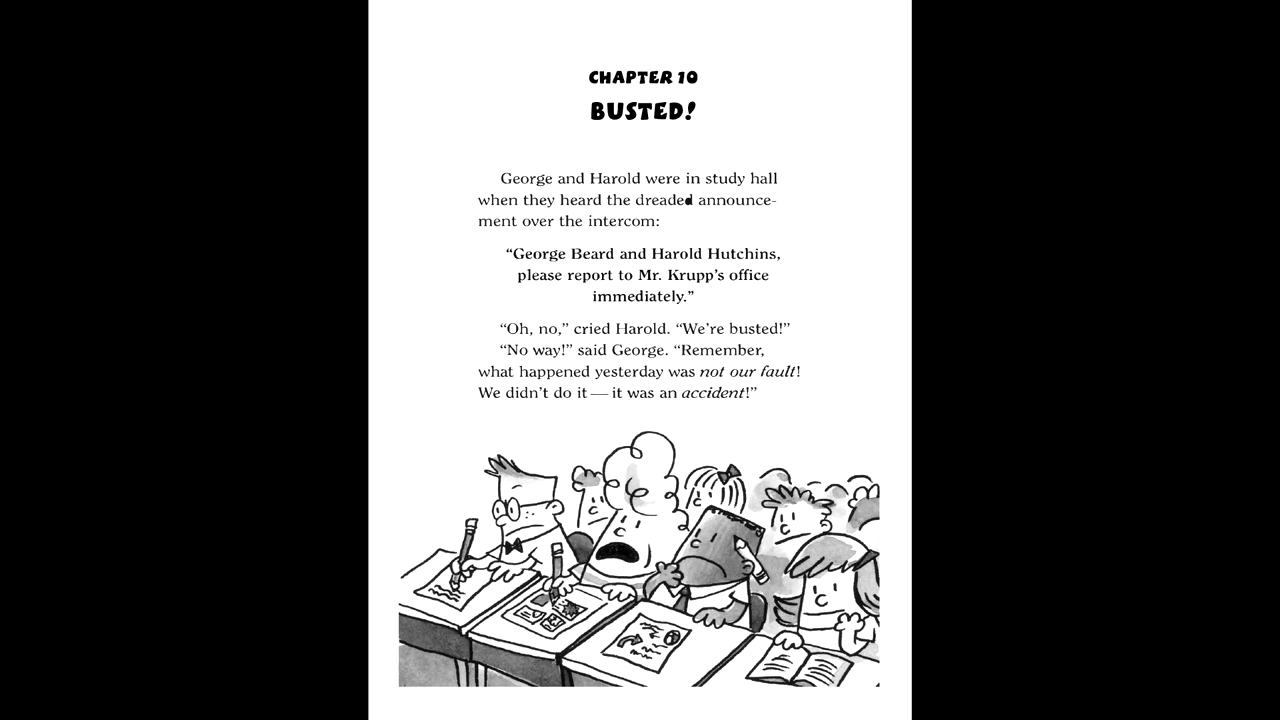 CHAPTER 10
BUSTED!
George and Harold were in study hall
when they heard the dreaded announce-
ment over the intercom:
“George Beard and Harold Hutchins,
please report to Mr. Krupp’s office
immediately.”
“Oh, no,” cried Harold. “We’re busted!”
“No way!” said George. “Remember,
what happened yesterday was not our fault!
We didn’t do it — it was an accident!”